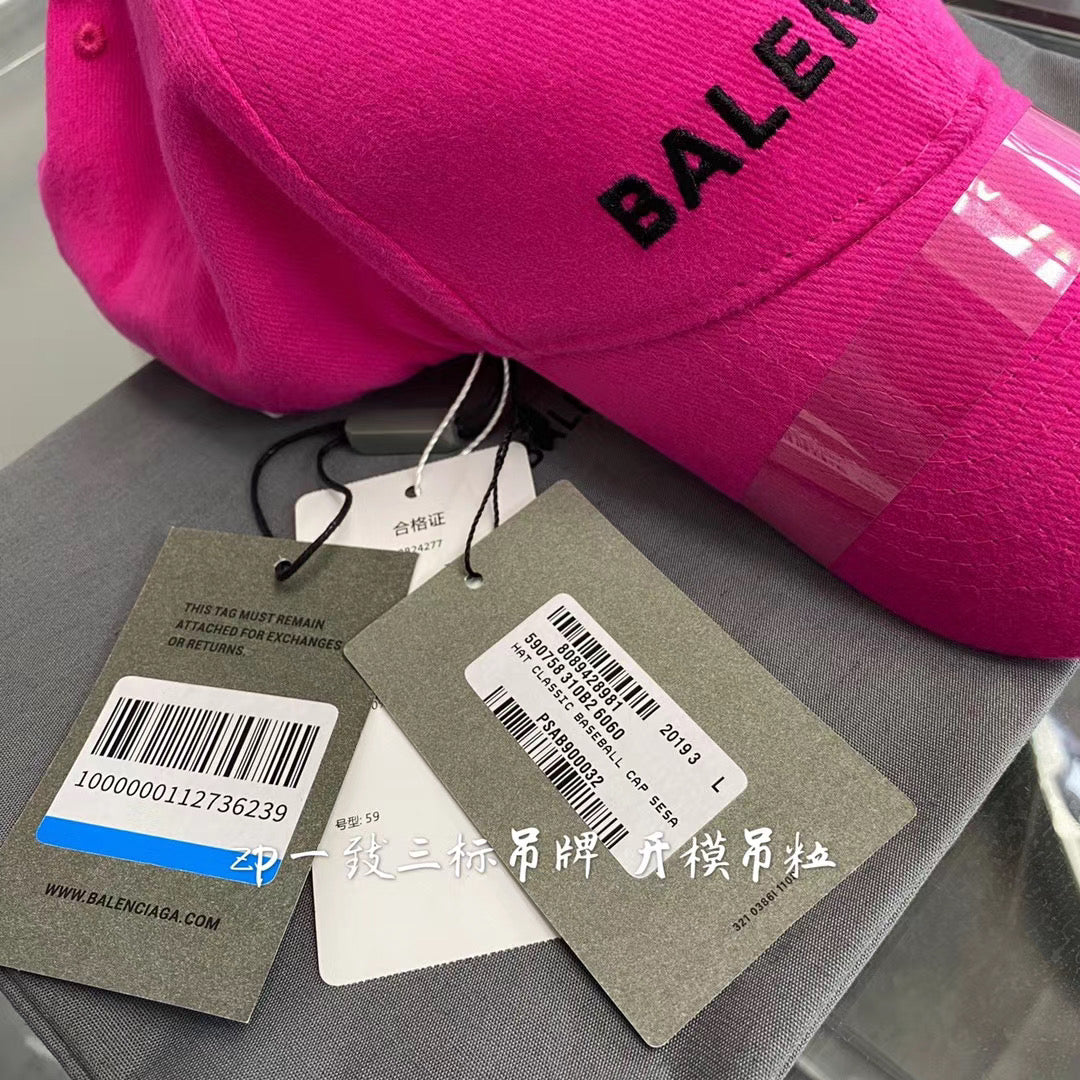 BALEN
BAL
合格证
THIS TAG MUST REMAIN
ATTACHED FOR EXCHANGES
OR RETURNS
1000000112736239
WWW.BALENCIAGA.COM
号型: 59
8089428981
20193
590758 310B2 6060
L
HAT CLASSIC BASEBALL CAP SESA
PSAB900032
zp一致三标吊牌 开模吊粒